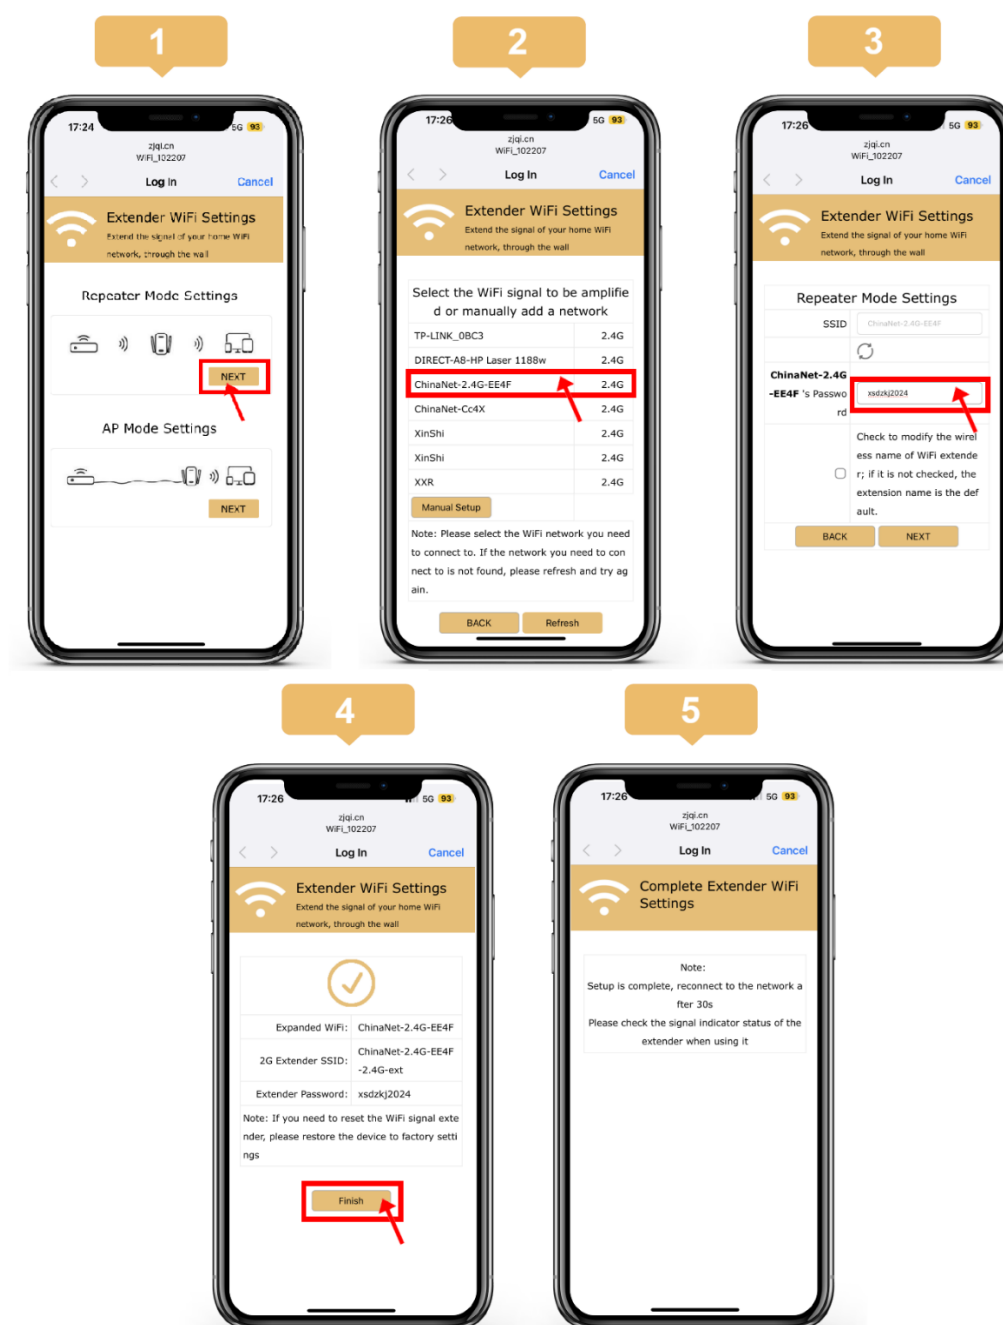 1
17:24
5G 93
zjqi.cn
WiFi_102207
Log In
Cancel
Extender WiFi Settings
Extend the signal of your home WiFi
network, through the wall
Repeater Mode Settings
NEXT
AP Mode Settings
NEXT
2
17:26
5G 93
zjqi.cn
WiFi_102207
Log In
Cancel
Extender WiFi Settings
Extend the signal of your home WiFi
network, through the wall
Select the WiFi signal to be amplifie
d or manually add a network
TP-LINK_0BC3 2.4G
DIRECT-A8-HP Laser 1188w 2.4G
ChinaNet-2.4G-EE4F 2.4G
ChinaNet-Cc4X 2.4G
XinShi 2.4G
XinShi 2.4G
XXR 2.4G
Manual Setup
Note: Please select the WiFi network you need
to connect to. If the network you need to con
nect to is not found, please refresh and try ag
ain.
BACK
Refresh
3
17:26
5G 93
zjqi.cn
WiFi_102207
Log In
Cancel
Extender WiFi Settings
Extend the signal of your home WiFi
network, through the wall
Repeater Mode Settings
SSID ChinaNet-2.4G-EE4F
ChinaNet-2.4G
-EE4F 's Passwo
rd
xsdzkj2024
Check to modify the wirel
ess name of WiFi extende
r; if it is not checked, the
extension name is the def
ault.
BACK
NEXT
4
17:26
5G 93
zjqi.cn
WiFi_102207
Log In
Cancel
Extender WiFi Settings
Extend the signal of your home WiFi
network, through the wall
Expanded WiFi: ChinaNet-2.4G-EE4F
2G Extender SSID: ChinaNet-2.4G-EE4F
-2.4G-ext
Extender Password: xsdzkj2024
Note: If you need to reset the WiFi signal exte
nder, please restore the device to factory setti
ngs
Finish
5
17:26
5G 93
zjqi.cn
WiFi_102207
Log In
Cancel
Complete Extender WiFi
Settings
Note:
Setup is complete, reconnect to the network a
fter 30s
Please check the signal indicator status of the
extender when using it